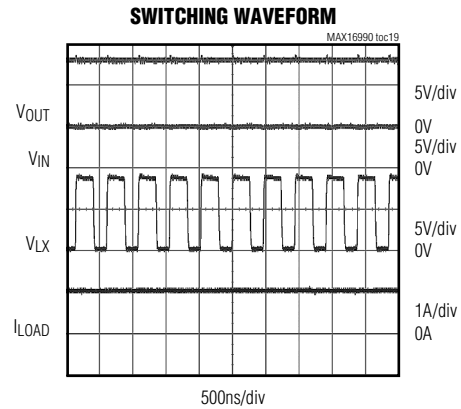 SWITCHING WAVEFORM
MAX16990 toc19
VOUT
5V/div
0V
VIN
5V/div
0V
VLX
5V/div
0V
ILOAD
1A/div
0A
500ns/div